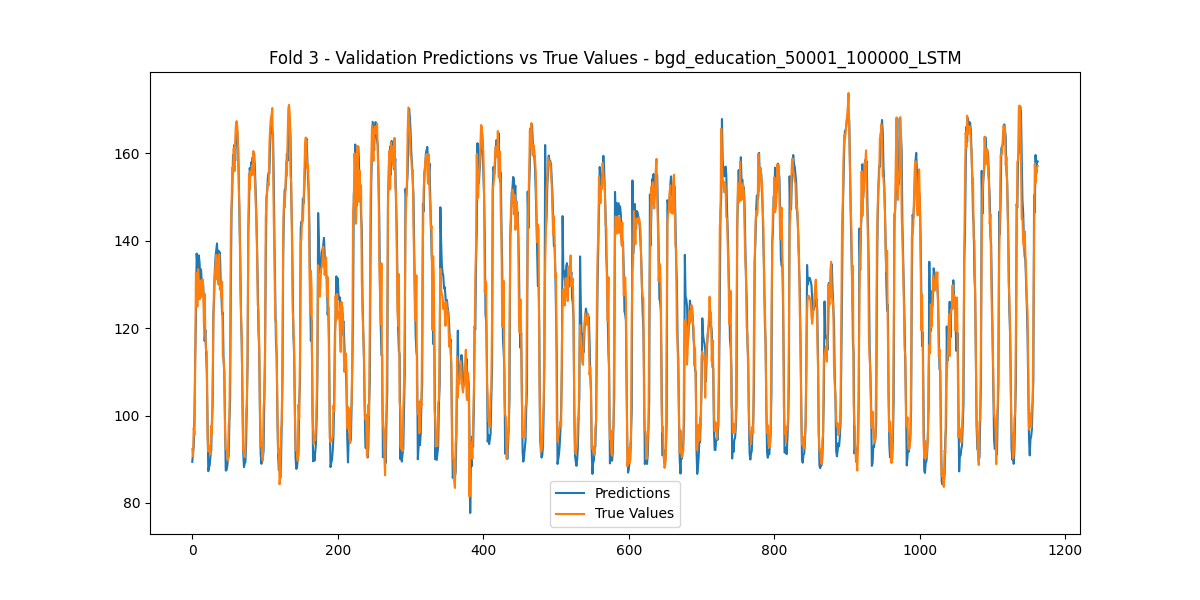 Fold 3 - Validation Predictions vs True Values - bgd_education_50001_100000_LSTM
160
140
120
100
80
Predictions
True Values
0 200 400 600 800 1000 1200